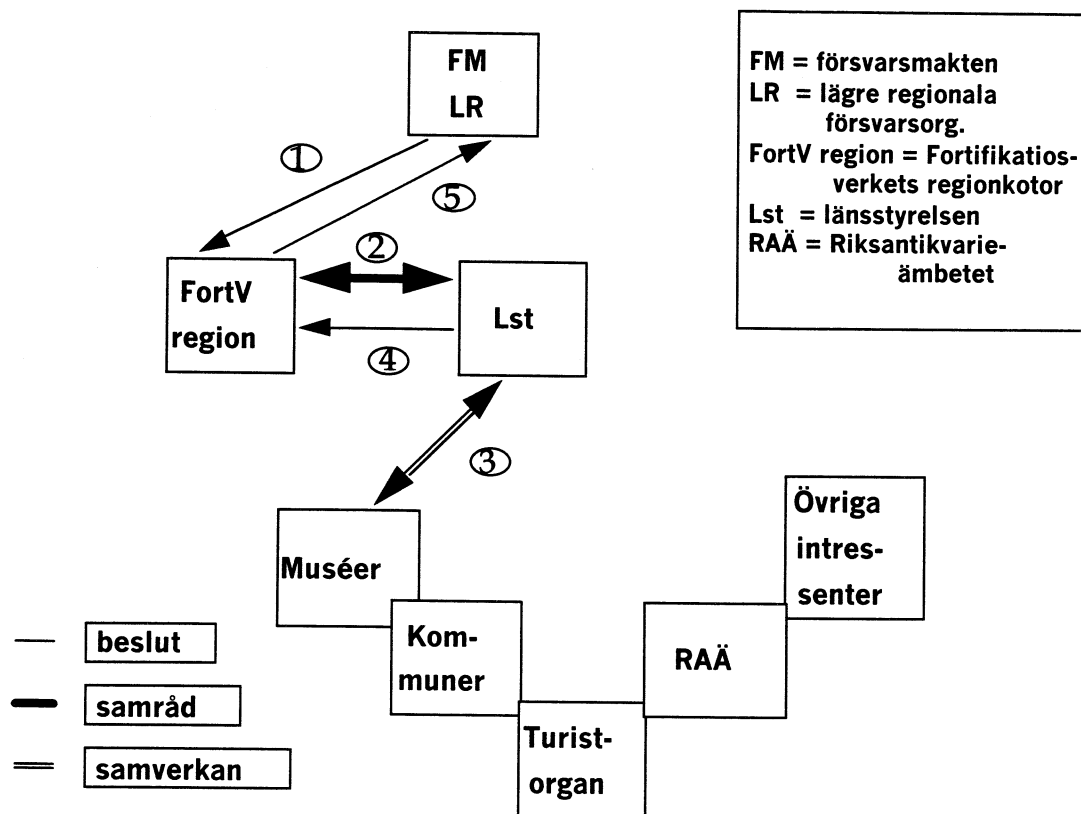 FM
LR
FM = försvarsmakten
LR = lägre regionala
försvarsorg.
FortV region = Fortifikatios-
verkets regionkotor
Lst = länsstyrelsen
RAÄ = Riksantikvarie-
ämbetet
1
5
2
FortV
region
Lst
4
3
Muséer
Kom-
muner
Turist-
organ
RAÄ
Övriga
intres-
senter
beslut
samråd
samverkan